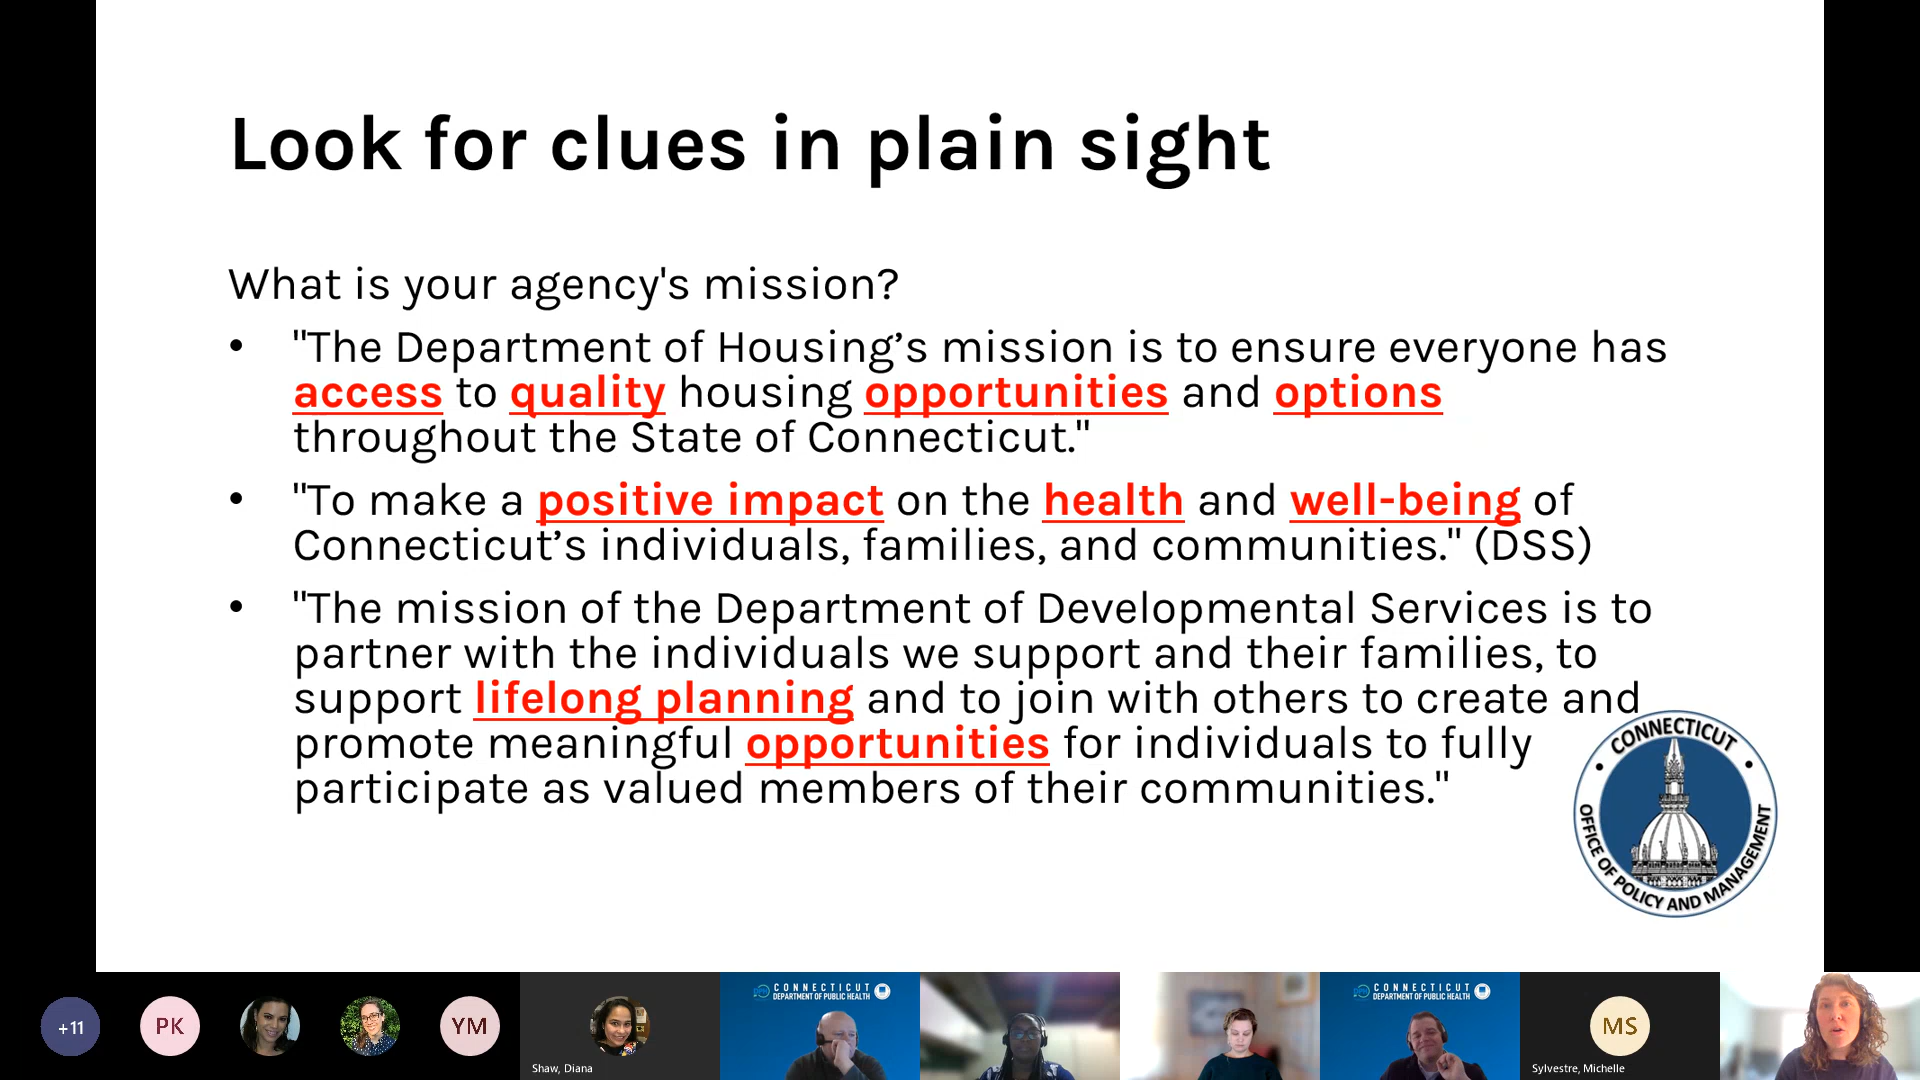 Look for clues in plain sight
What is your agency's mission?
• "The Department of Housing’s mission is to ensure everyone has
access to quality housing opportunities and options
throughout the State of Connecticut."
• "To make a positive impact on the health and well-being of
Connecticut’s individuals, families, and communities." (DSS)
• "The mission of the Department of Developmental Services is to
partner with the individuals we support and their families, to
support lifelong planning and to join with others to create and
promote meaningful opportunities for individuals to fully
participate as valued members of their communities."
CONNECTICUT
OFFICE OF POLICY AND MANAGEMENT
+11
PK
YM
Shaw, Diana
CONNECTICUT
DEPARTMENT OF PUBLIC HEALTH
CONNECTICUT
DEPARTMENT OF PUBLIC HEALTH
MS
Sylvestre, Michelle